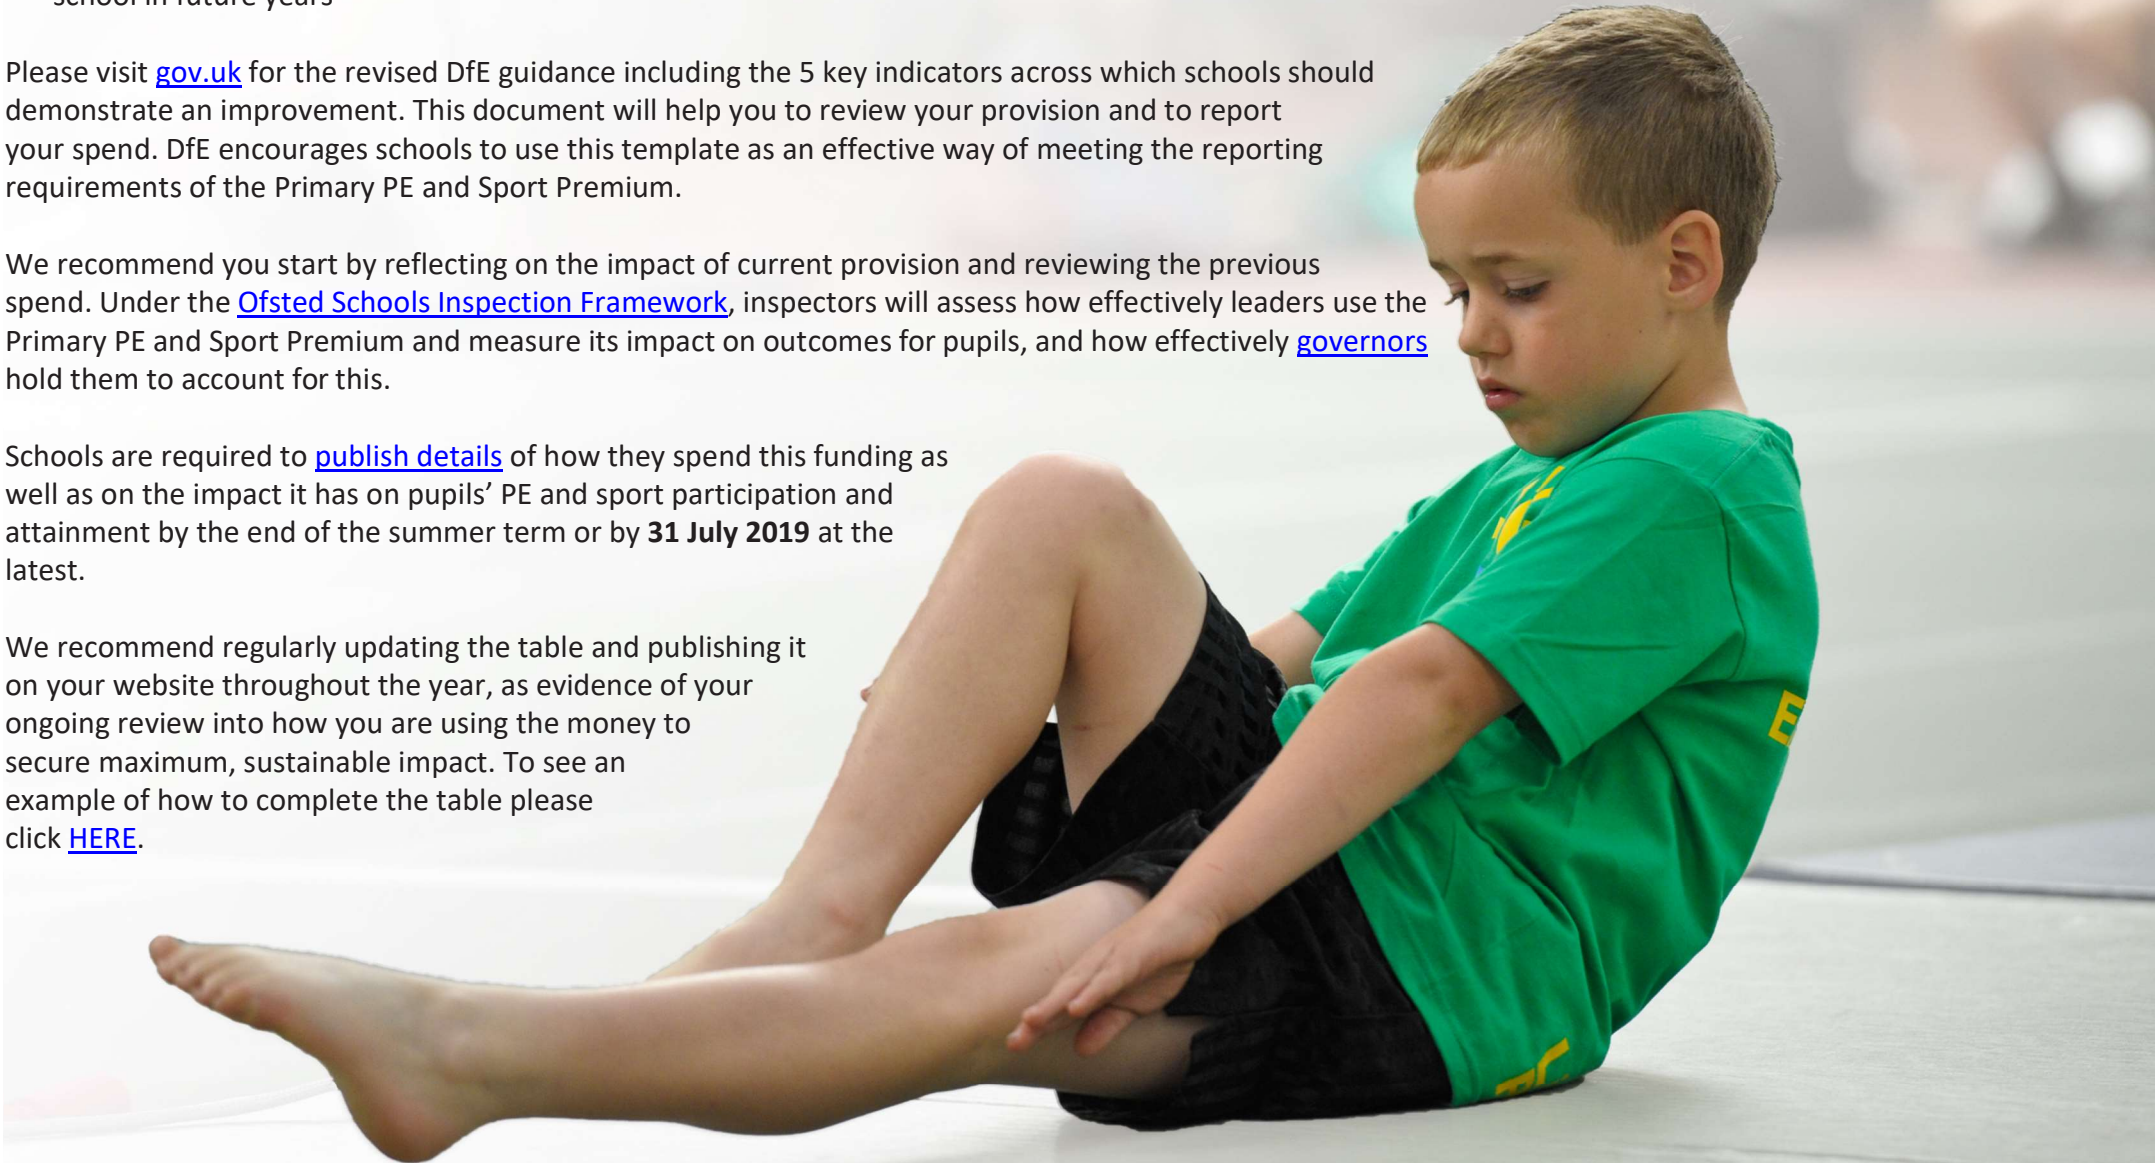 school in future years
Please visit gov.uk for the revised DfE guidance including the 5 key indicators across which schools should
demonstrate an improvement. This document will help you to review your provision and to report
your spend. DfE encourages schools to use this template as an effective way of meeting the reporting
requirements of the Primary PE and Sport Premium.
We recommend you start by reflecting on the impact of current provision and reviewing the previous
spend. Under the Ofsted Schools Inspection Framework, inspectors will assess how effectively leaders use the
Primary PE and Sport Premium and measure its impact on outcomes for pupils, and how effectively governors
hold them to account for this.
Schools are required to publish details of how they spend this funding as
well as on the impact it has on pupils’ PE and sport participation and
attainment by the end of the summer term or by 31 July 2019 at the
latest.
We recommend regularly updating the table and publishing it
on your website throughout the year, as evidence of your
ongoing review into how you are using the money to
secure maximum, sustainable impact. To see an
example of how to complete the table please
click HERE.